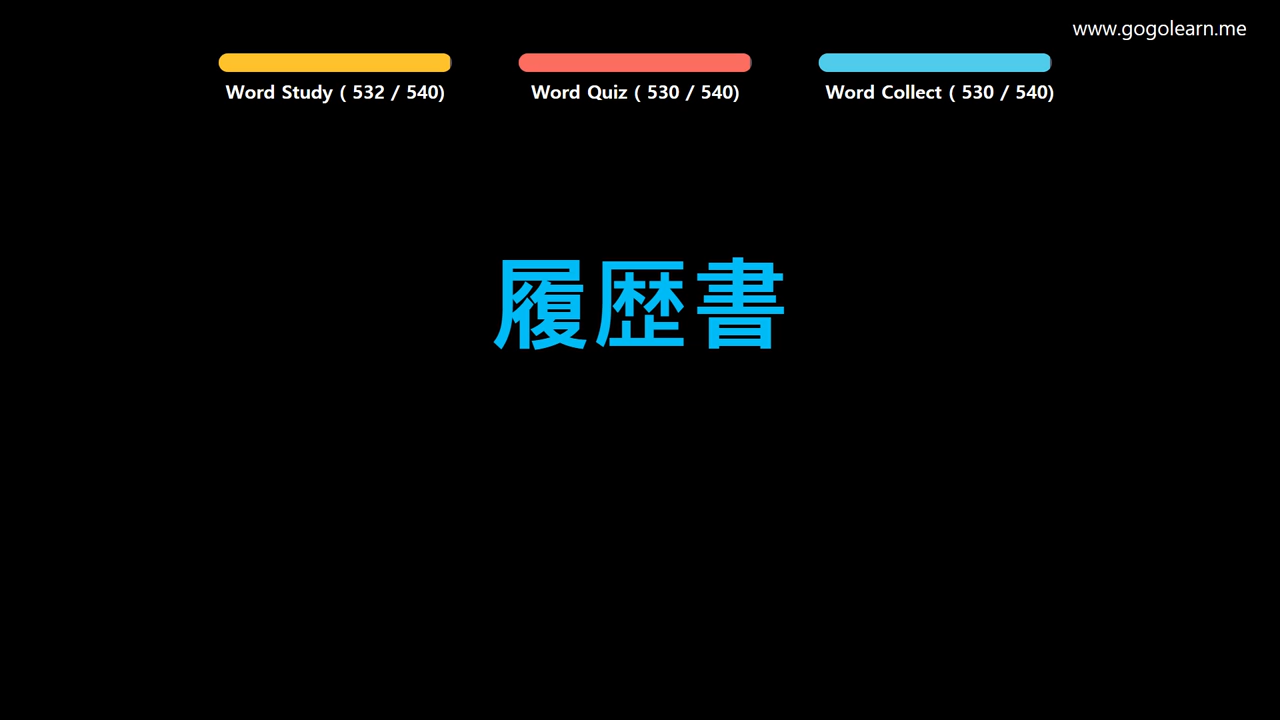 www.gogolearn.me
Word Study ( 532 / 540)
Word Quiz ( 530 / 540)
Word Collect ( 530 / 540)
履歴書